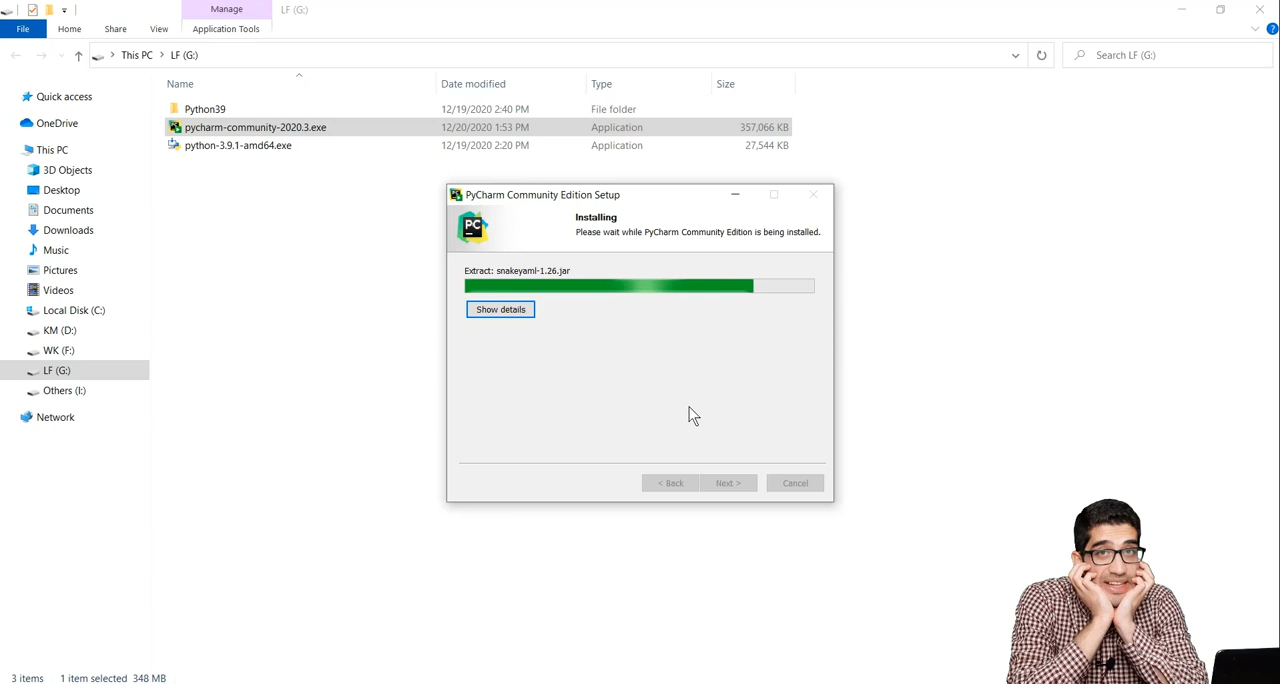 Manage
LF (G:)
File
Home
Share
View
Application Tools
This PC
LF (G:)
Search LF (G:)
Name
Date modified
Type
Size
Python39
12/19/2020 2:40 PM
File folder
pycharm-community-2020.3.exe
12/20/2020 1:53 PM
Application
357,066 KB
python-3.9.1-amd64.exe
12/19/2020 2:20 PM
Application
27,544 KB
Quick access
OneDrive
This PC
3D Objects
Desktop
Documents
Downloads
Music
Pictures
Videos
Local Disk (C:)
KM (D:)
WK (F:)
LF (G:)
Others (I:)
Network
PyCharm Community Edition Setup
PC
Installing
Please wait while PyCharm Community Edition is being installed.
Extract: snakeyaml-1.26.jar
Show details
< Back
Next >
Cancel
3 items
1 item selected 348 MB